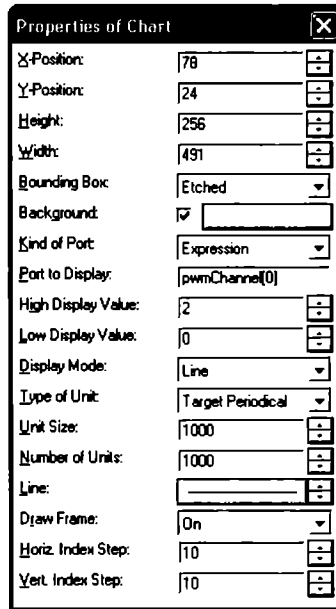 Properties of Chart
X-Position: 78
Y-Position: 24
Height: 256
Width: 491
Bounding Box: Etched
Background:
Kind of Port: Expression
Port to Display: pwmChannel[0]
High Display Value: 2
Low Display Value: 0
Display Mode: Line
Type of Unit: Target Periodical
Unit Size: 1000
Number of Units: 1000
Line:
Draw Frame: On
Horiz. Index Step: 10
Vert. Index Step: 10